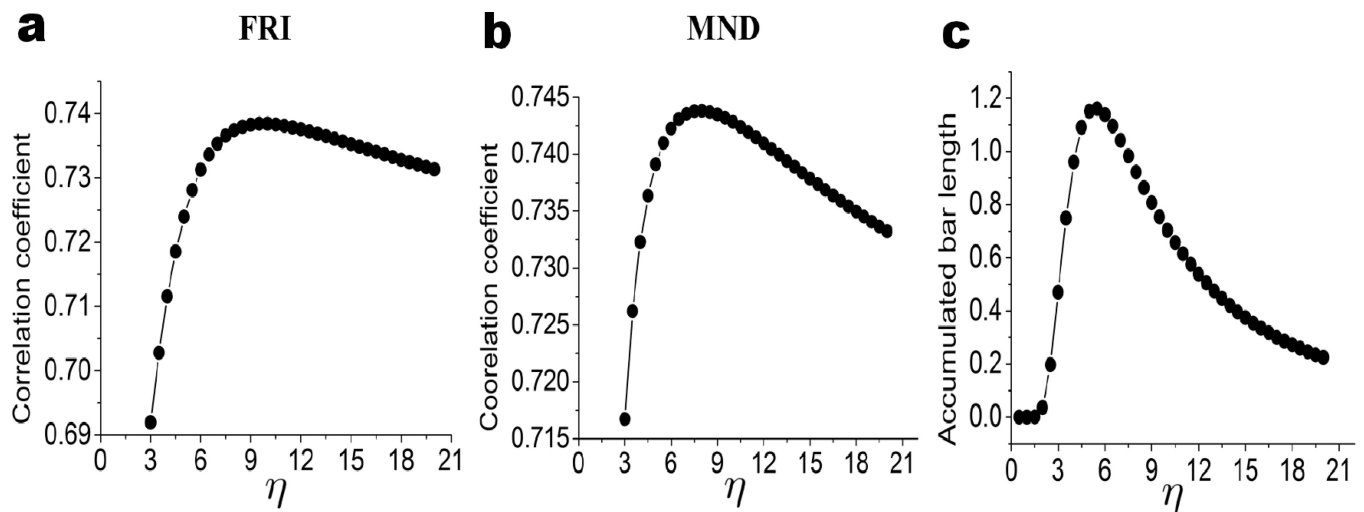 a
FRI
Correlation coefficient
0.74
0.73
0.72
0.71
0.70
0.69
0 3 6 9 12 15 18 21
η
b
MND
Coorelation coefficient
0.745
0.740
0.735
0.730
0.725
0.720
0.715
0 3 6 9 12 15 18 21
η
c
Accumulated bar length
1.2
1.0
0.8
0.6
0.4
0.2
0.0
0 3 6 9 12 15 18 21
η